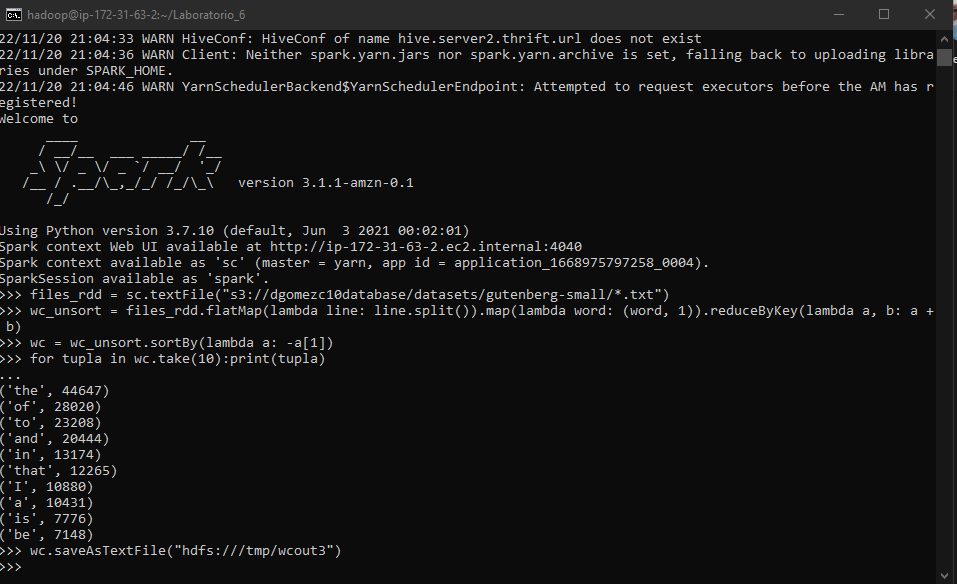 hadoop@ip-172-31-63-2:~/Laboratorio_6
22/11/20 21:04:33 WARN HiveConf: HiveConf of name hive.server2.thrift.url does not exist
22/11/20 21:04:36 WARN Client: Neither spark.yarn.jars nor spark.yarn.archive is set, falling back to uploading libra
ries under SPARK_HOME.
22/11/20 21:04:46 WARN YarnSchedulerBackend$YarnSchedulerEndpoint: Attempted to request executors before the AM has r
egistered!
Welcome to
      ____              __
     / __/__  ___ _____/ /__
    _\ \/ _ \/ _ `/ __/  '_/
   /__ / .__/\_,_/_/ /_/\_\   version 3.1.1-amzn-0.1
      /_/
Using Python version 3.7.10 (default, Jun  3 2021 00:02:01)
Spark context Web UI available at http://ip-172-31-63-2.ec2.internal:4040
Spark context available as 'sc' (master = yarn, app id = application_1668975797258_0004).
SparkSession available as 'spark'.
>>> files_rdd = sc.textFile("s3://dgomezc10database/datasets/gutenberg-small/*.txt")
>>> wc_unsort = files_rdd.flatMap(lambda line: line.split()).map(lambda word: (word, 1)).reduceByKey(lambda a, b: a +
 b)
>>> wc = wc_unsort.sortBy(lambda a: -a[1])
>>> for tupla in wc.take(10):print(tupla)
...
('the', 44647)
('of', 28020)
('to', 23208)
('and', 20444)
('in', 13174)
('that', 12265)
('I', 10880)
('a', 10431)
('is', 7776)
('be', 7148)
>>> wc.saveAsTextFile("hdfs:///tmp/wcout3")
>>>